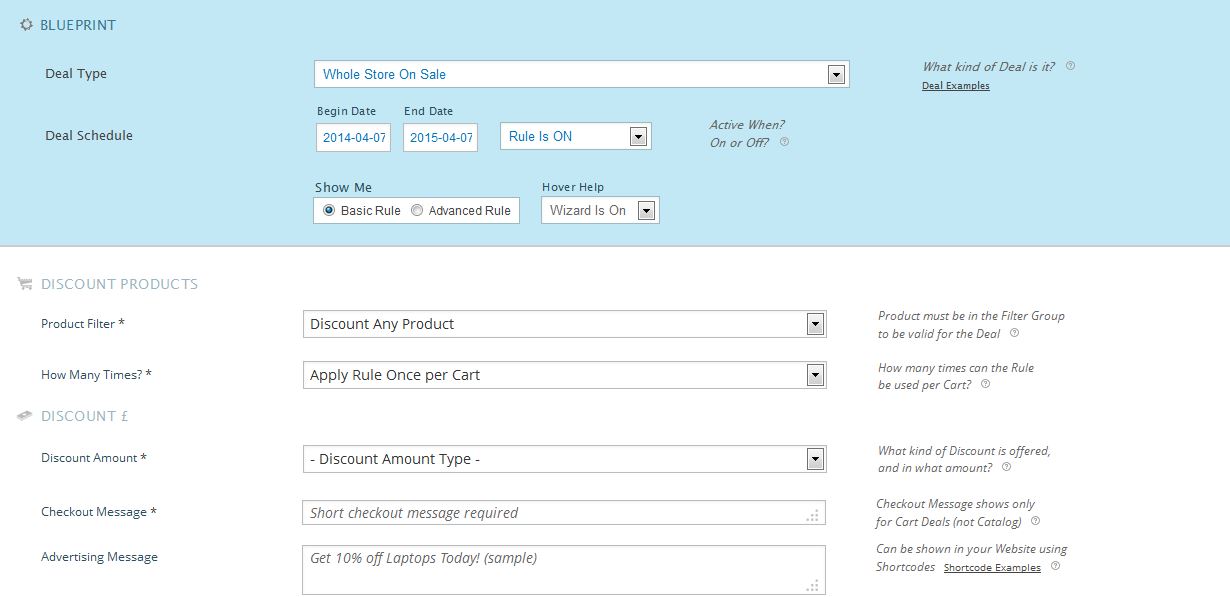 BLUEPRINT
Deal Type
Whole Store On Sale
What kind of Deal is it?
Deal Examples
Begin Date End Date
Deal Schedule
2014-04-07 2015-04-07 Rule Is ON
Active When?
On or Off?
Show Me Hover Help
Basic Rule Advanced Rule Wizard Is On
DISCOUNT PRODUCTS
Product Filter *
Discount Any Product
Product must be in the Filter Group
to be valid for the Deal
How Many Times? *
Apply Rule Once per Cart
How many times can the Rule
be used per Cart?
DISCOUNT £
Discount Amount *
- Discount Amount Type -
What kind of Discount is offered,
and in what amount?
Checkout Message *
Short checkout message required
Checkout Message shows only
for Cart Deals (not Catalog)
Advertising Message
Get 10% off Laptops Today! (sample)
Can be shown in your Website using
Shortcodes Shortcode Examples